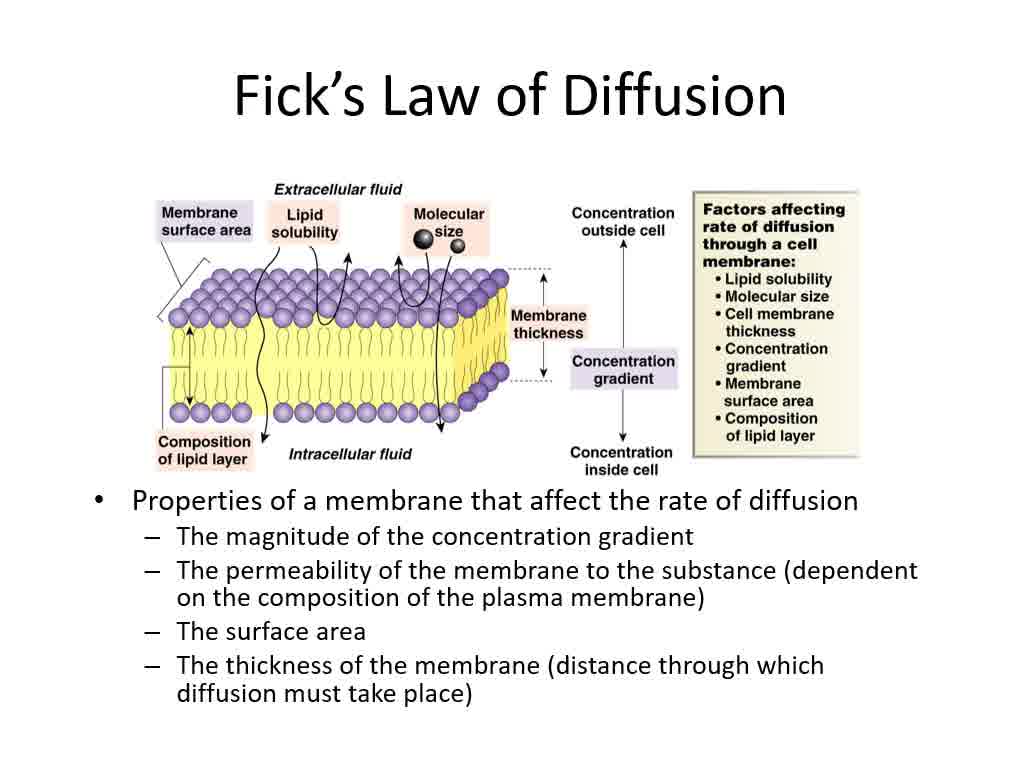 Fick’s Law of Diffusion
Extracellular fluid
Membrane
surface area
Lipid
solubility
Molecular
size
Membrane
thickness
Composition
of lipid layer
Intracellular fluid
Concentration
outside cell
Concentration
gradient
Concentration
inside cell
Factors affecting
rate of diffusion
through a cell
membrane:
• Lipid solubility
• Molecular size
• Cell membrane
thickness
• Concentration
gradient
• Membrane
surface area
• Composition
of lipid layer
• Properties of a membrane that affect the rate of diffusion
– The magnitude of the concentration gradient
– The permeability of the membrane to the substance (dependent
on the composition of the plasma membrane)
– The surface area
– The thickness of the membrane (distance through which
diffusion must take place)